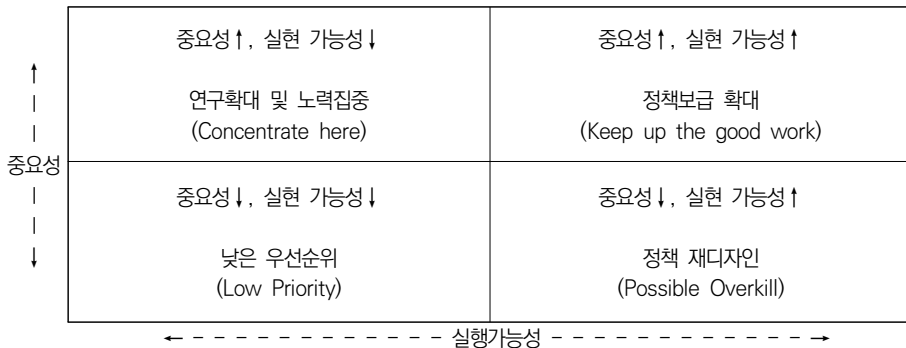 중요성↑, 실현 가능성↓
연구확대 및 노력집중
(Concentrate here)
중요성↑, 실현 가능성↑
정책보급 확대
(Keep up the good work)
중요성
중요성↓, 실현 가능성↓
낮은 우선순위
(Low Priority)
중요성↓, 실현 가능성↑
정책 재디자인
(Possible Overkill)
실행가능성